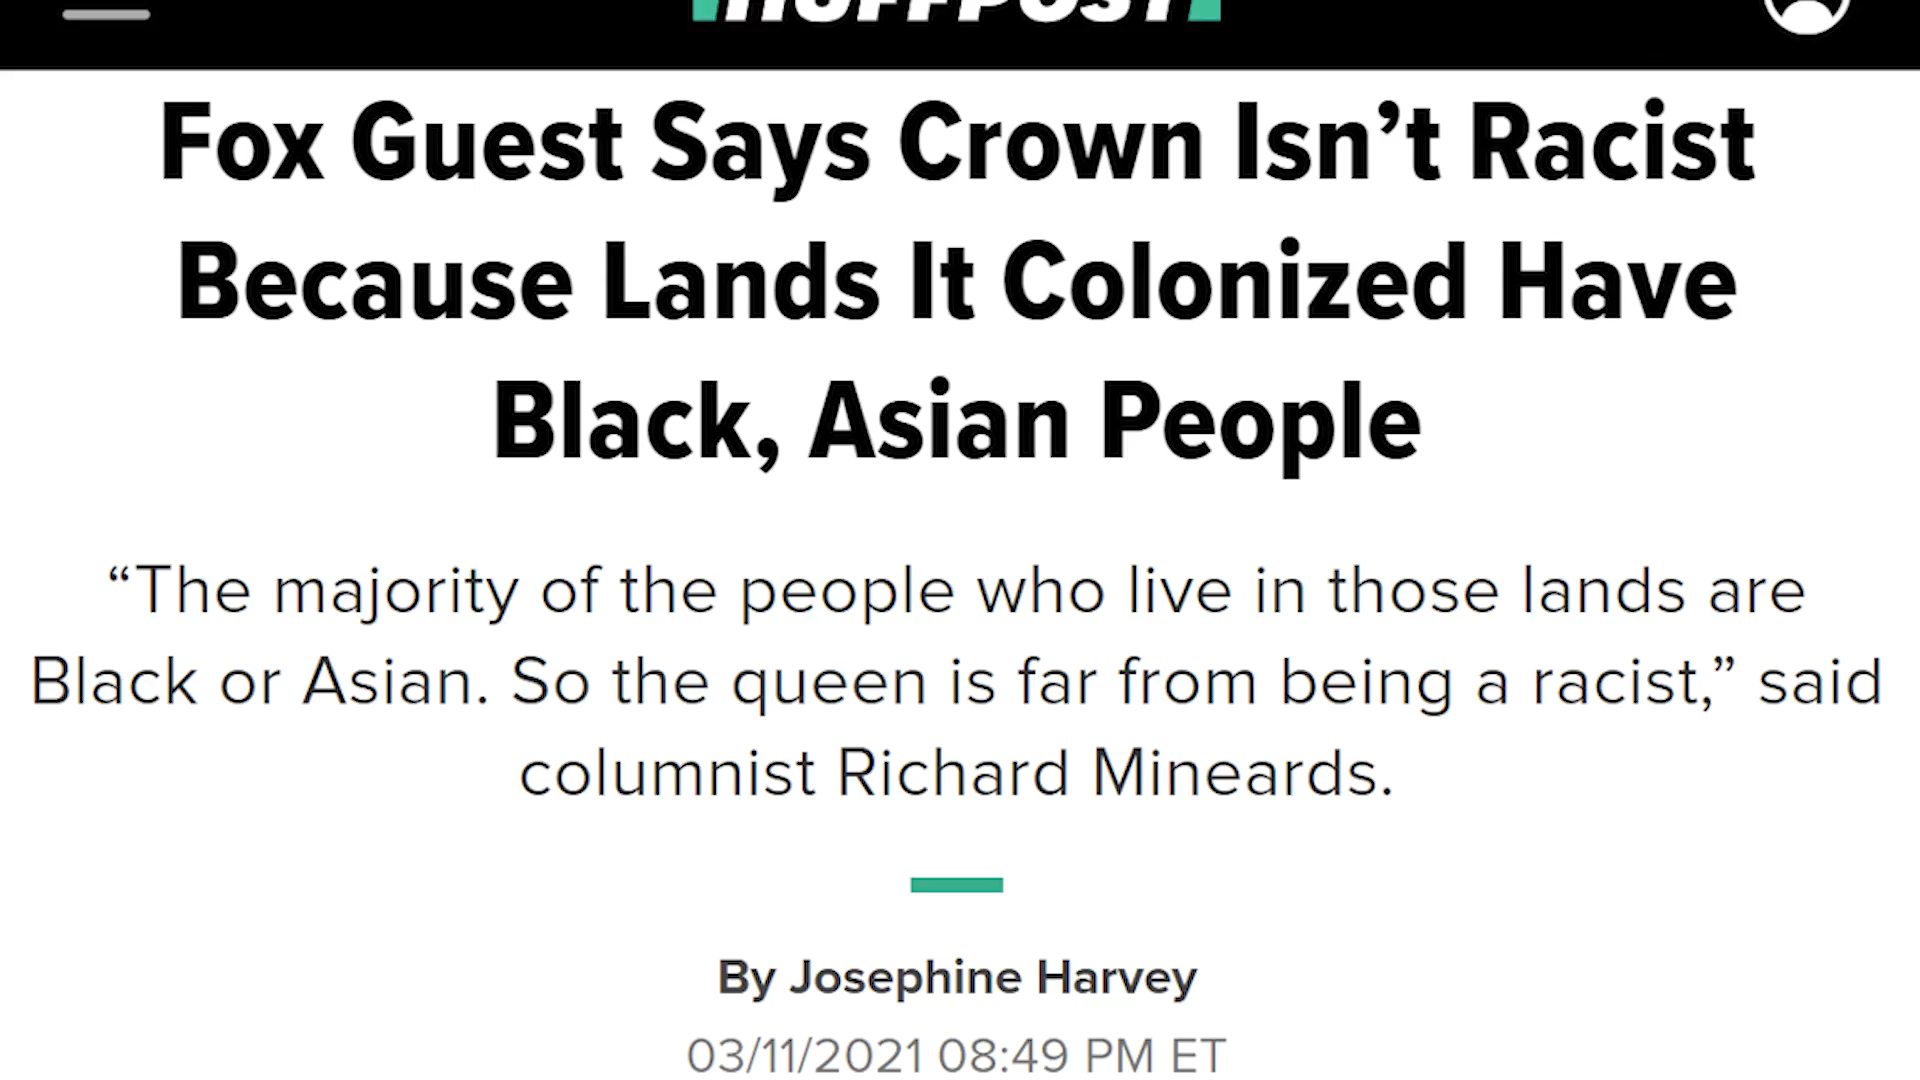 HUFFPOST
Fox Guest Says Crown Isn’t Racist
Because Lands It Colonized Have
Black, Asian People
“The majority of the people who live in those lands are
Black or Asian. So the queen is far from being a racist,” said
columnist Richard Mineards.
By Josephine Harvey
03/11/2021 08:49 PM ET